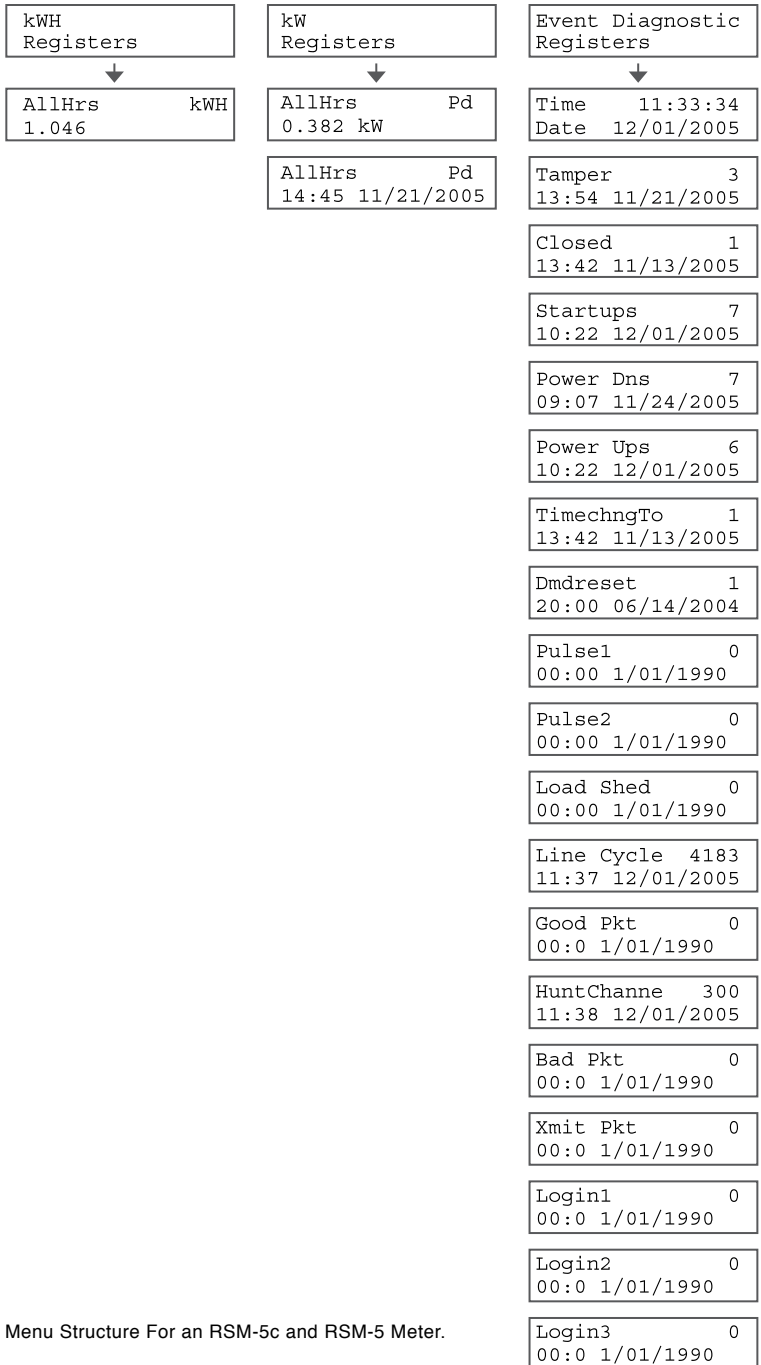 kWH
Registers
AllHrs kWH
1.046
kW
Registers
AllHrs Pd
0.382 kW
AllHrs Pd
14:45 11/21/2005
Event Diagnostic
Registers
Time 11:33:34
Date 12/01/2005
Tamper 3
13:54 11/21/2005
Closed 1
13:42 11/13/2005
Startups 7
10:22 12/01/2005
Power Dns 7
09:07 11/24/2005
Power Ups 6
10:22 12/01/2005
TimechngTo 1
13:42 11/13/2005
Dmdreset 1
20:00 06/14/2004
Pulse1 0
00:00 1/01/1990
Pulse2 0
00:00 1/01/1990
Load Shed 0
00:00 1/01/1990
Line Cycle 4183
11:37 12/01/2005
Good Pkt 0
00:0 1/01/1990
HuntChanne 300
11:38 12/01/2005
Bad Pkt 0
00:0 1/01/1990
Xmit Pkt 0
00:0 1/01/1990
Login1 0
00:0 1/01/1990
Login2 0
00:0 1/01/1990
Login3 0
00:0 1/01/1990
Menu Structure For an RSM-5c and RSM-5 Meter.